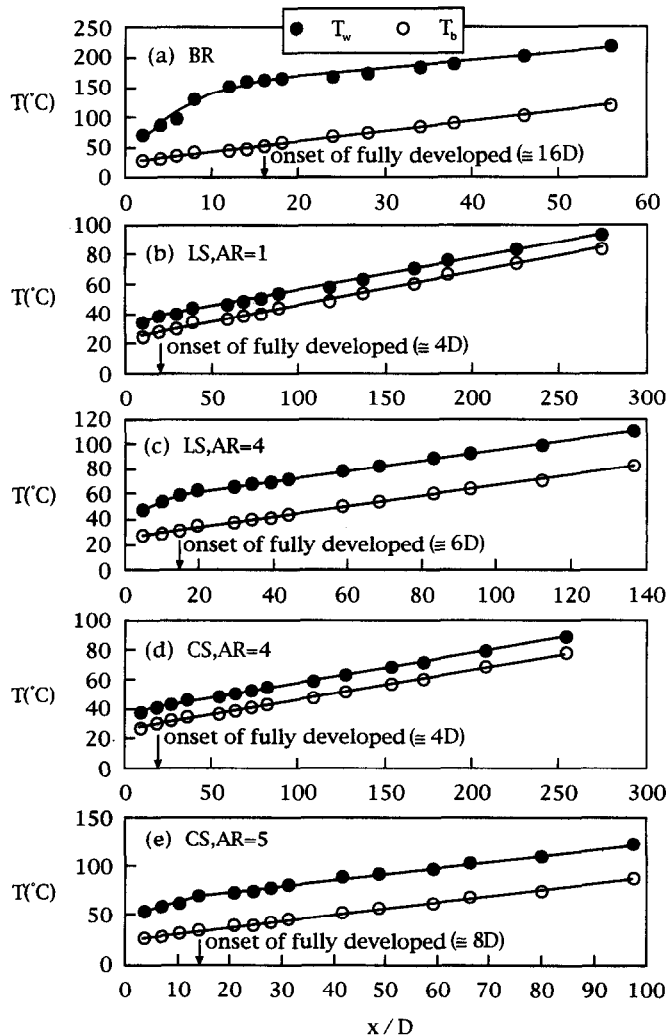 ● T_w ○ T_b
(a) BR
250
200
150
100
50
0
T(°C)
onset of fully developed (≅ 16D)
0 10 20 30 40 50 60
(b) LS,AR=1
100
80
60
40
20
0
T(°C)
onset of fully developed (≅ 4D)
0 50 100 150 200 250 300
(c) LS,AR=4
120
100
80
60
40
20
0
T(°C)
onset of fully developed (≅ 6D)
0 20 40 60 80 100 120 140
(d) CS,AR=4
100
80
60
40
20
0
T(°C)
onset of fully developed (≅ 4D)
0 50 100 150 200 250 300
(e) CS,AR=5
150
100
50
0
T(°C)
onset of fully developed (≅ 8D)
0 10 20 30 40 50 60 70 80 90 100
x / D